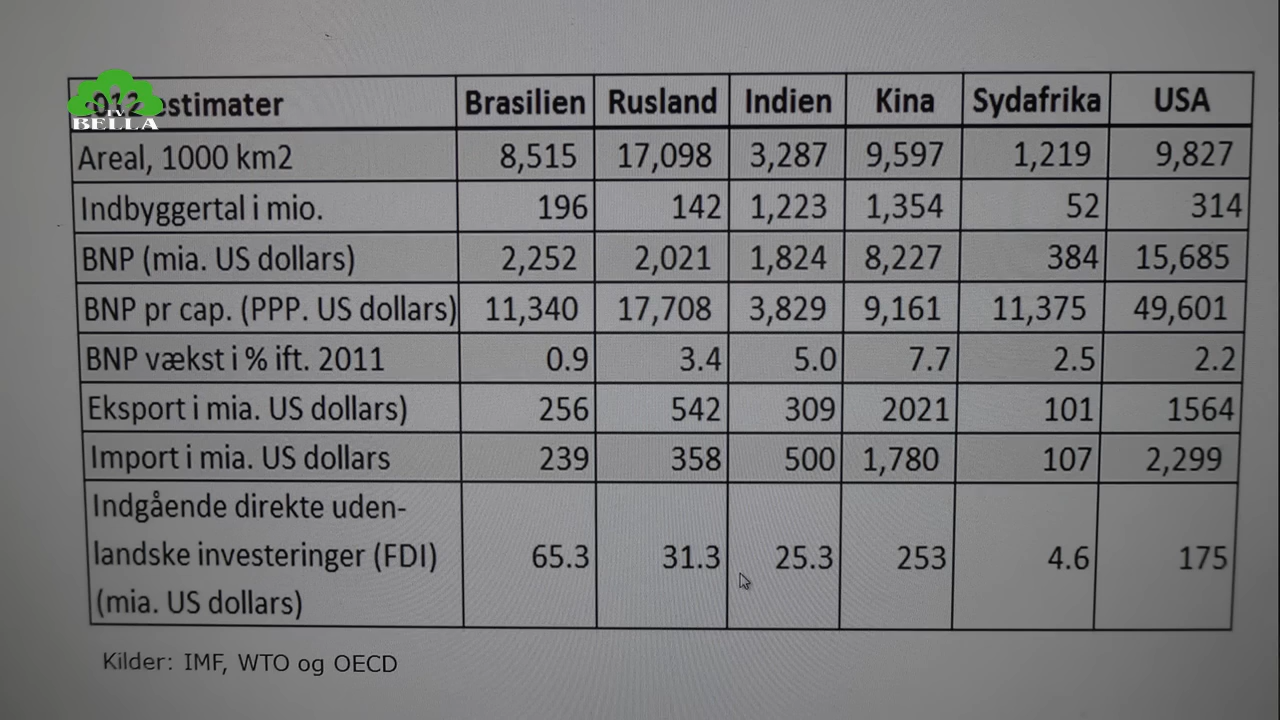 012 estimater Brasilien Rusland Indien Kina Sydafrika USA
TV
BELLA
Areal, 1000 km2 8,515 17,098 3,287 9,597 1,219 9,827
Indbyggertal i mio. 196 142 1,223 1,354 52 314
BNP (mia. US dollars) 2,252 2,021 1,824 8,227 384 15,685
BNP pr cap. (PPP. US dollars) 11,340 17,708 3,829 9,161 11,375 49,601
BNP vækst i % ift. 2011 0.9 3.4 5.0 7.7 2.5 2.2
Eksport i mia. US dollars) 256 542 309 2021 101 1564
Import i mia. US dollars 239 358 500 1,780 107 2,299
Indgående direkte uden-
landske investeringer (FDI) 65.3 31.3 25.3 253 4.6 175
(mia. US dollars)
Kilder: IMF, WTO og OECD